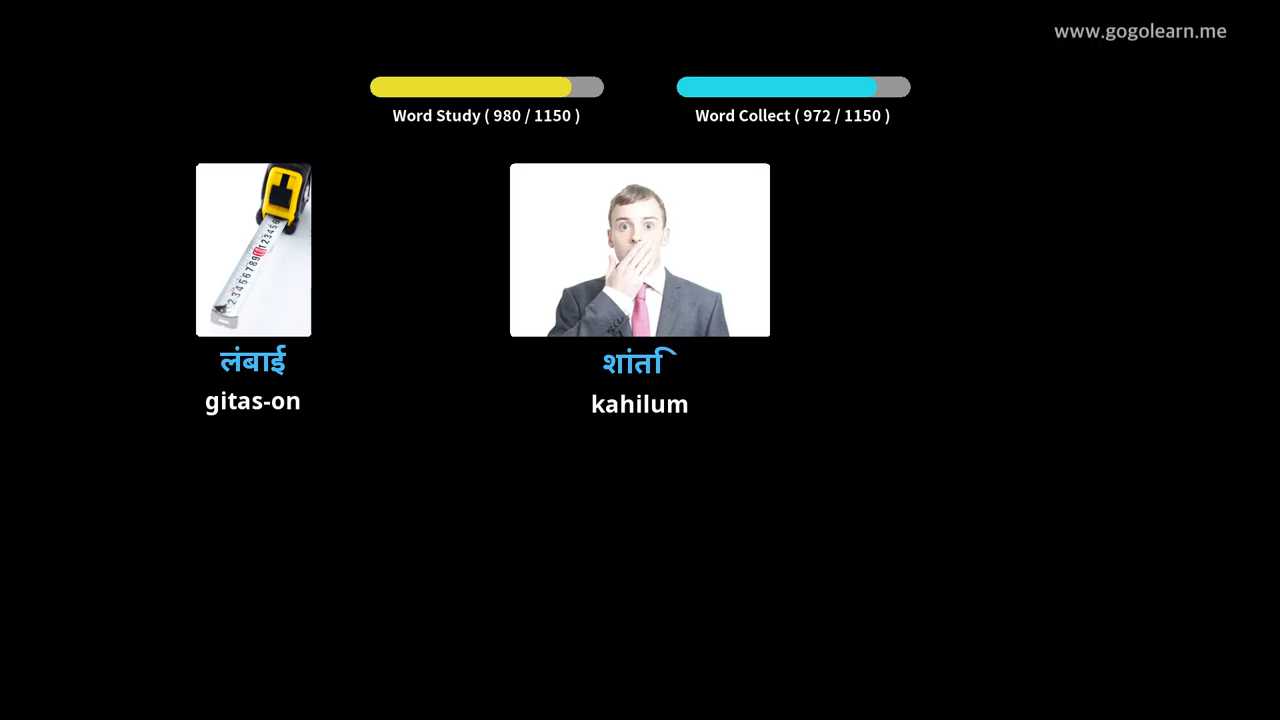 www.gogolearn.me
Word Study ( 980 / 1150 )
Word Collect ( 972 / 1150 )
लंबाई
gitas-on
शांति
kahilum